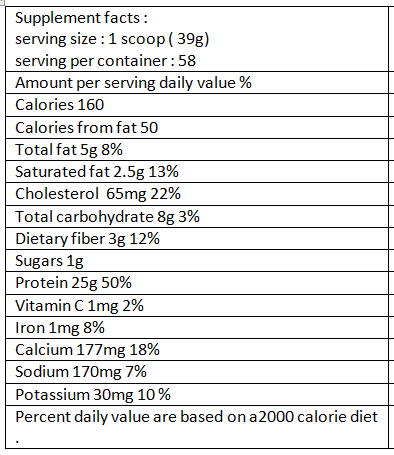 Supplement facts :
serving size : 1 scoop ( 39g)
serving per container : 58
Amount per serving daily value %
Calories 160
Calories from fat 50
Total fat 5g 8%
Saturated fat 2.5g 13%
Cholesterol  65mg 22%
Total carbohydrate 8g 3%
Dietary fiber 3g 12%
Sugars 1g
Protein 25g 50%
Vitamin C 1mg 2%
Iron 1mg 8%
Calcium 177mg 18%
Sodium 170mg 7%
Potassium 30mg 10 %
Percent daily value are based on a2000 calorie diet
.